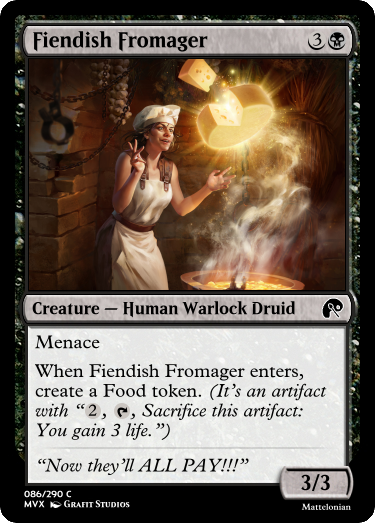 Fiendish Fromager 3
Creature — Human Warlock Druid
Menace
When Fiendish Fromager enters,
create a Food token. (It's an artifact
with “2, , Sacrifice this artifact:
You gain 3 life.”)
“Now they'll ALL PAY!!!”
3/3
086/290 C
MVX Grafit Studios
Mattelonian